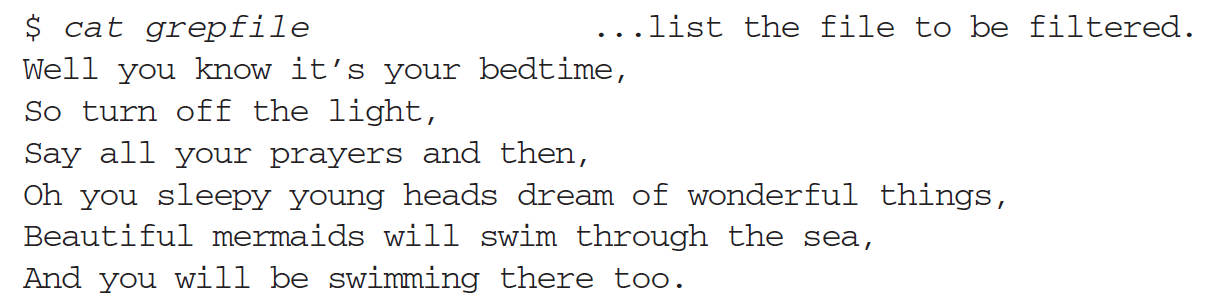 $ cat grepfile ...list the file to be filtered.
Well you know it’s your bedtime,
So turn off the light,
Say all your prayers and then,
Oh you sleepy young heads dream of wonderful things,
Beautiful mermaids will swim through the sea,
And you will be swimming there too.